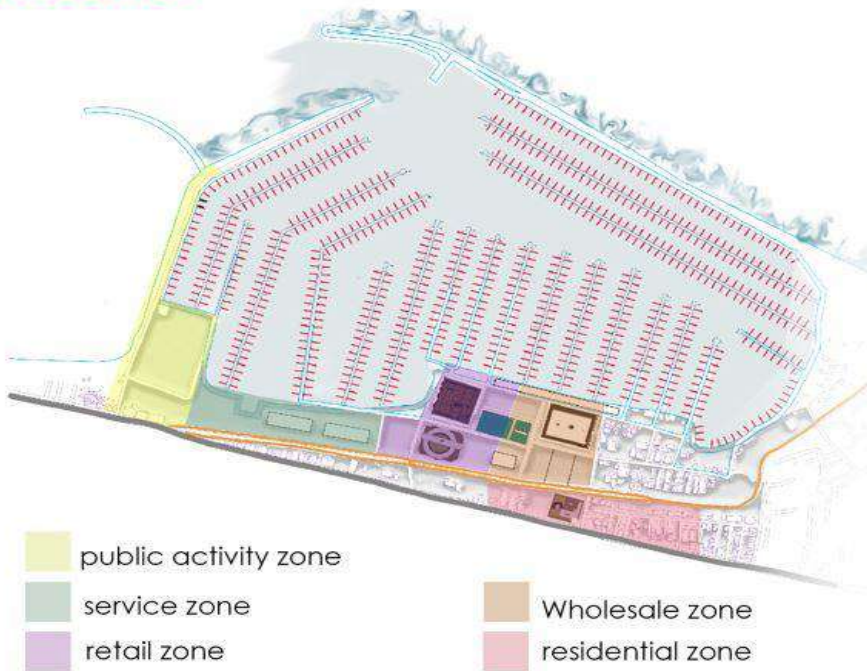 public activity zone
service zone
retail zone
Wholesale zone
residential zone